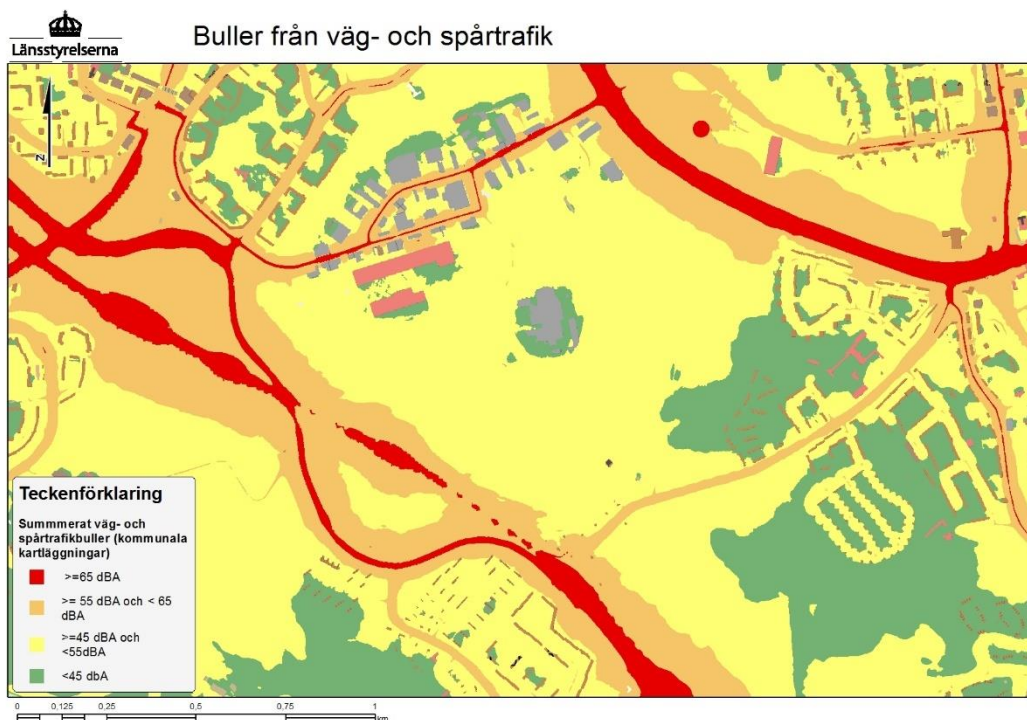 Länsstyrelserna
Buller från väg- och spårtrafik
N
Teckenförklaring
Summmerat väg- och
spårtrafikbuller (kommunala
kartläggningar)
>=65 dBA
>= 55 dBA och < 65
dBA
>=45 dBA och
<55dBA
<45 dbA
0 0,125 0,25 0,5 0,75 1
km